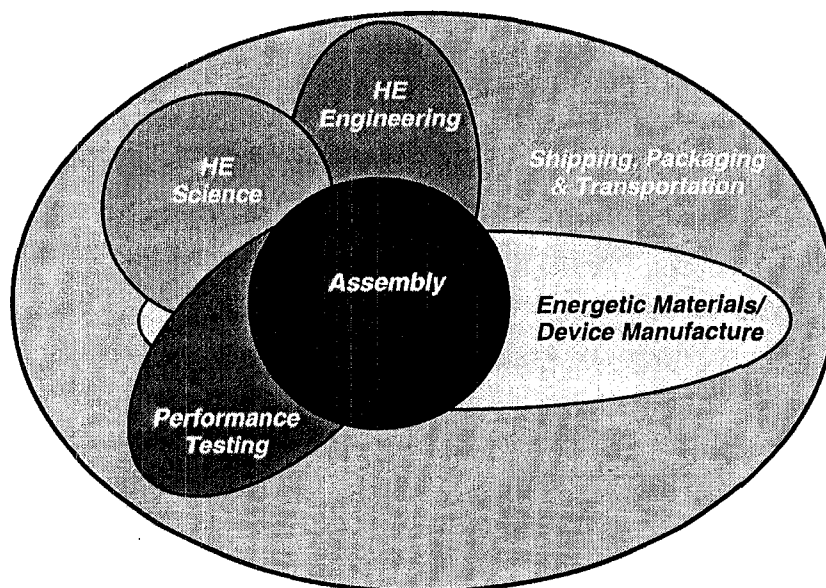 HE
Engineering
HE
Science
Shipping, Packaging
& Transportation
Assembly
Energetic Materials/
Device Manufacture
Performance
Testing